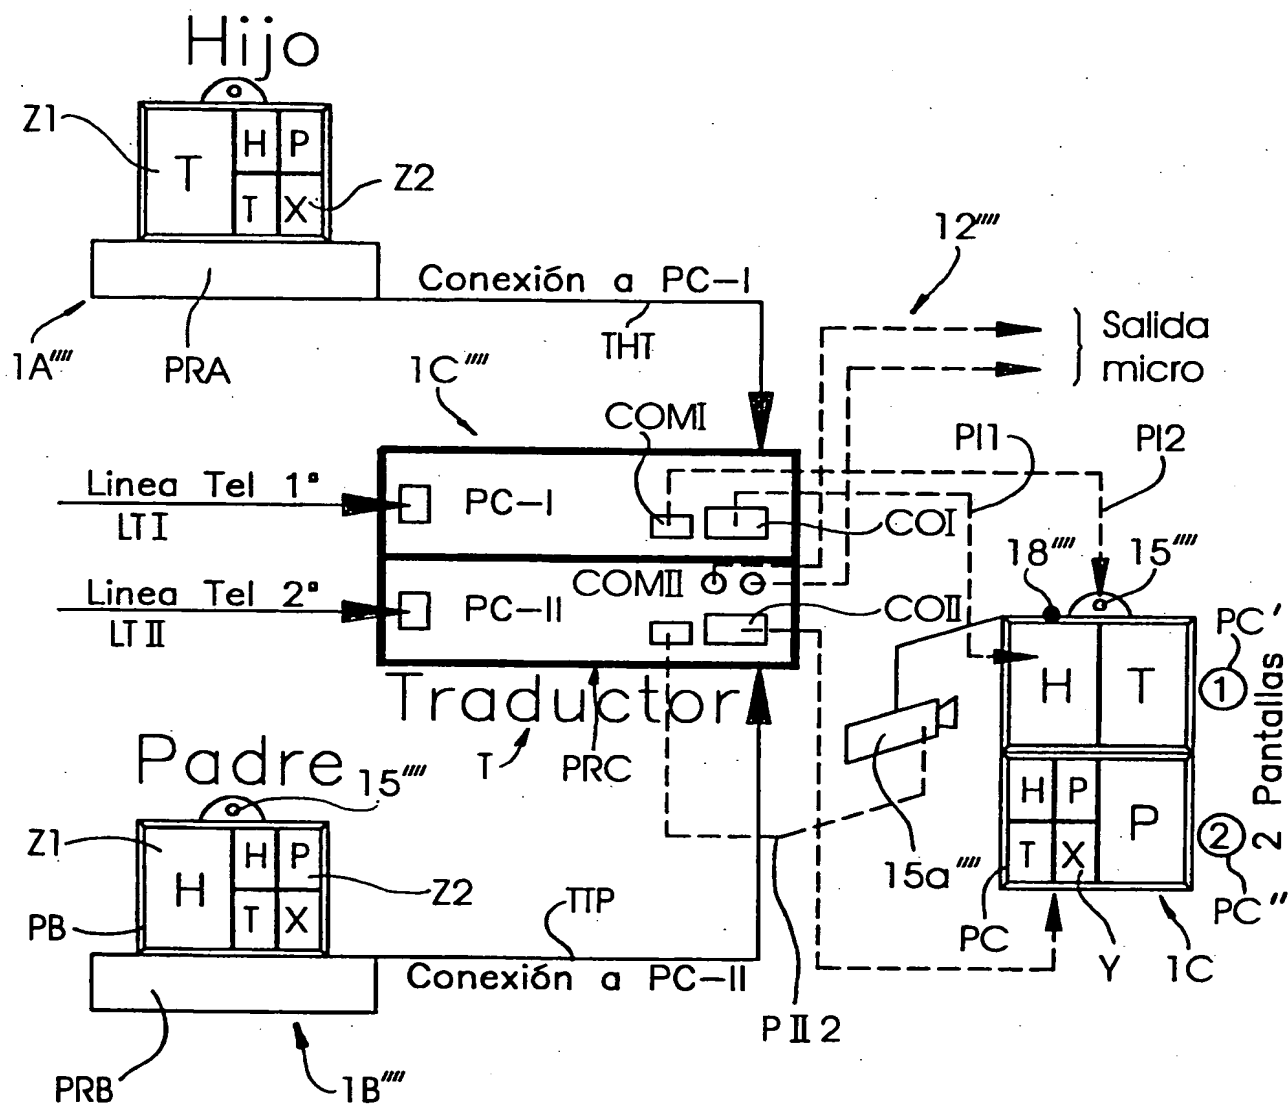 Hijo
Z1
T
H P
T X
Z2
Conexión a PC-I
THT
1A''''
PRA
12''''
Salida
micro
1C''''
COMI
PI1
PI2
Linea Tel 1ª
LTI
PC-I
COI
18''''
15''''
Linea Tel 2ª
LTII
PC-II
COMII
COII
PC'
H T
1
Traductor
T
PRC
2 Pantallas
Padre
15''''
Z1
H
H P
T X
Z2
PB
15a''''
H P
T X
P
2
PC''
TTP
Conexión a PC-II
PII2
PC
Y
1C
PRB
1B''''